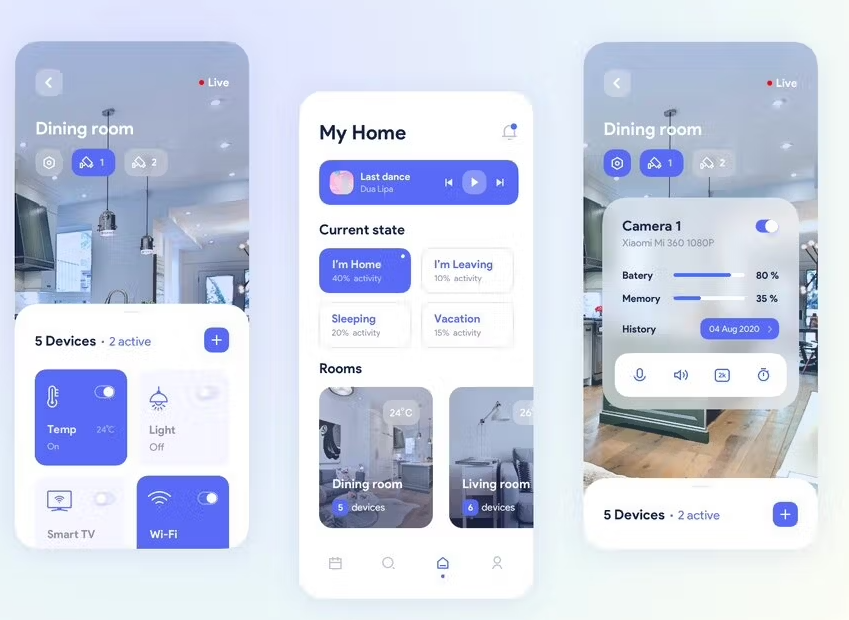 Live
Dining room
1
2
5 Devices • 2 active
Temp
24°C
On
Light
Off
Smart TV
Wi-Fi
My Home
Last dance
Dua Lipa
Current state
I'm Home
40% activity
I'm Leaving
10% activity
Sleeping
20% activity
Vacation
15% activity
Rooms
24°C
Dining room
5 devices
26°
Living room
6 devices
Live
Dining room
1
2
Camera 1
Xiaomi Mi 360 1080P
Batery
80 %
Memory
35 %
History
04 Aug 2020
2k
5 Devices • 2 active